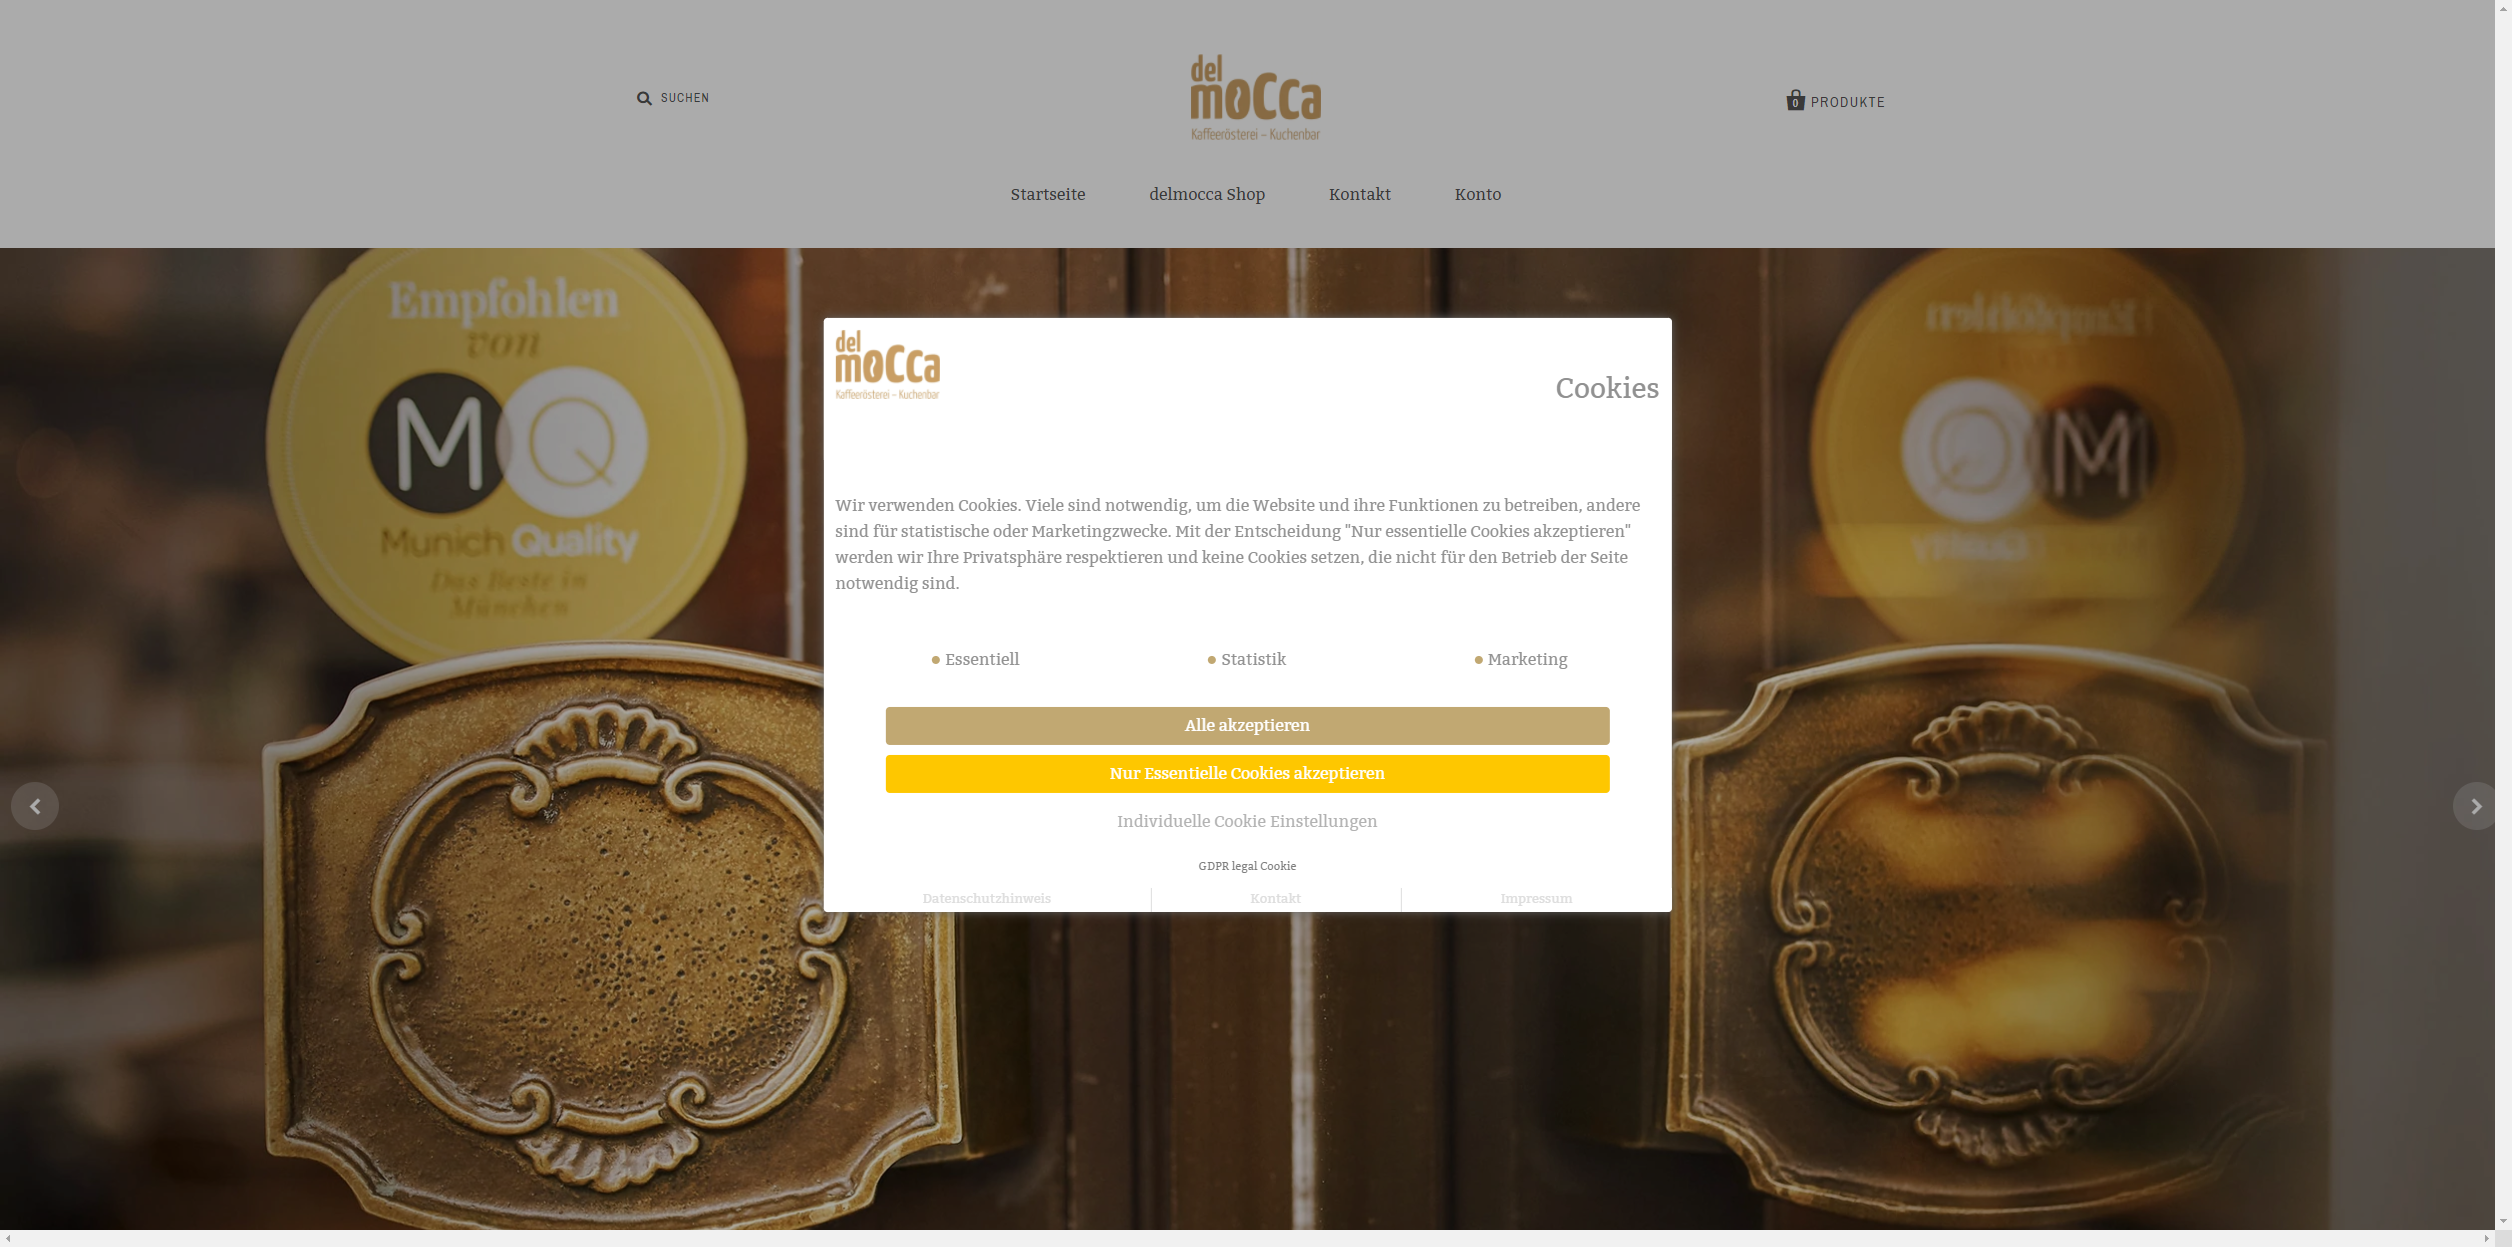 SUCHEN
del
mocca
Kaffeerösterei – Kuchenbar
0 PRODUKTE
Startseite
delmocca Shop
Kontakt
Konto
Empfohlen
von
MQ
Munich Quality
Das Beste in
München
Empfohlen
MQ
del
mocca
Kaffeerösterei – Kuchenbar
Cookies
Wir verwenden Cookies. Viele sind notwendig, um die Website und ihre Funktionen zu betreiben, andere
sind für statistische oder Marketingzwecke. Mit der Entscheidung "Nur essentielle Cookies akzeptieren"
werden wir Ihre Privatsphäre respektieren und keine Cookies setzen, die nicht für den Betrieb der Seite
notwendig sind.
Essentiell
Statistik
Marketing
Alle akzeptieren
Nur Essentielle Cookies akzeptieren
Individuelle Cookie Einstellungen
GDPR legal Cookie
Datenschutzhinweis
Kontakt
Impressum